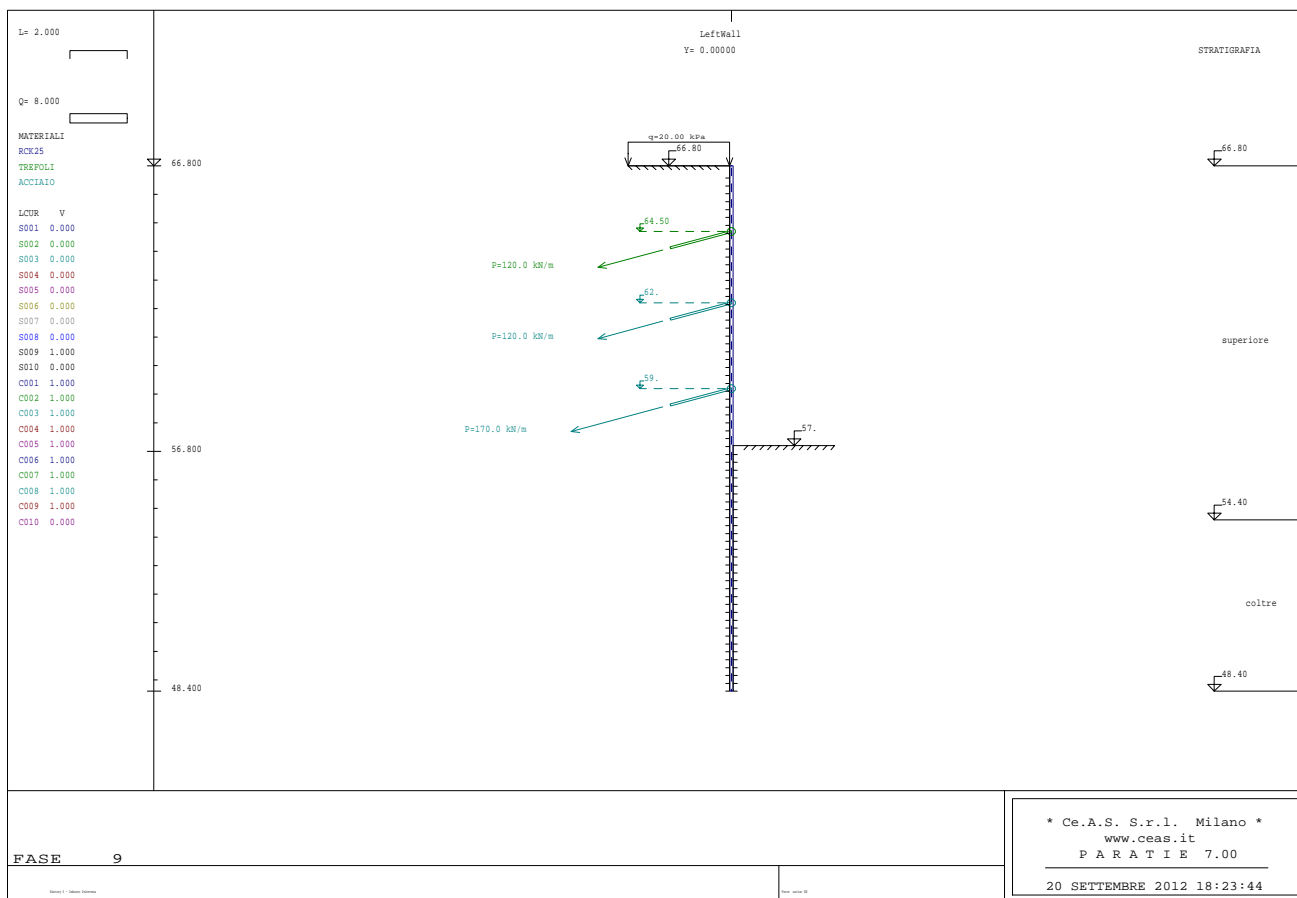 L= 2.000
Q= 8.000
MATERIALI
RCK25
TREFOLI
ACCIAIO
LCUR V
S001 0.000
S002 0.000
S003 0.000
S004 0.000
S005 0.000
S006 0.000
S007 0.000
S008 0.000
S009 1.000
S010 0.000
C001 1.000
C002 1.000
C003 1.000
C004 1.000
C005 1.000
C006 1.000
C007 1.000
C008 1.000
C009 1.000
C010 0.000
66.800
56.800
48.400
LeftWall
Y= 0.00000
q=20.00 kPa
66.80
64.50
P=120.0 kN/m
62.
P=120.0 kN/m
59.
P=170.0 kN/m
57.
STRATIGRAFIA
66.80
superiore
54.40
coltre
48.40
FASE 9
* Ce.A.S. S.r.l. Milano *
www.ceas.it
P A R A T I E 7.00
20 SETTEMBRE 2012 18:23:44